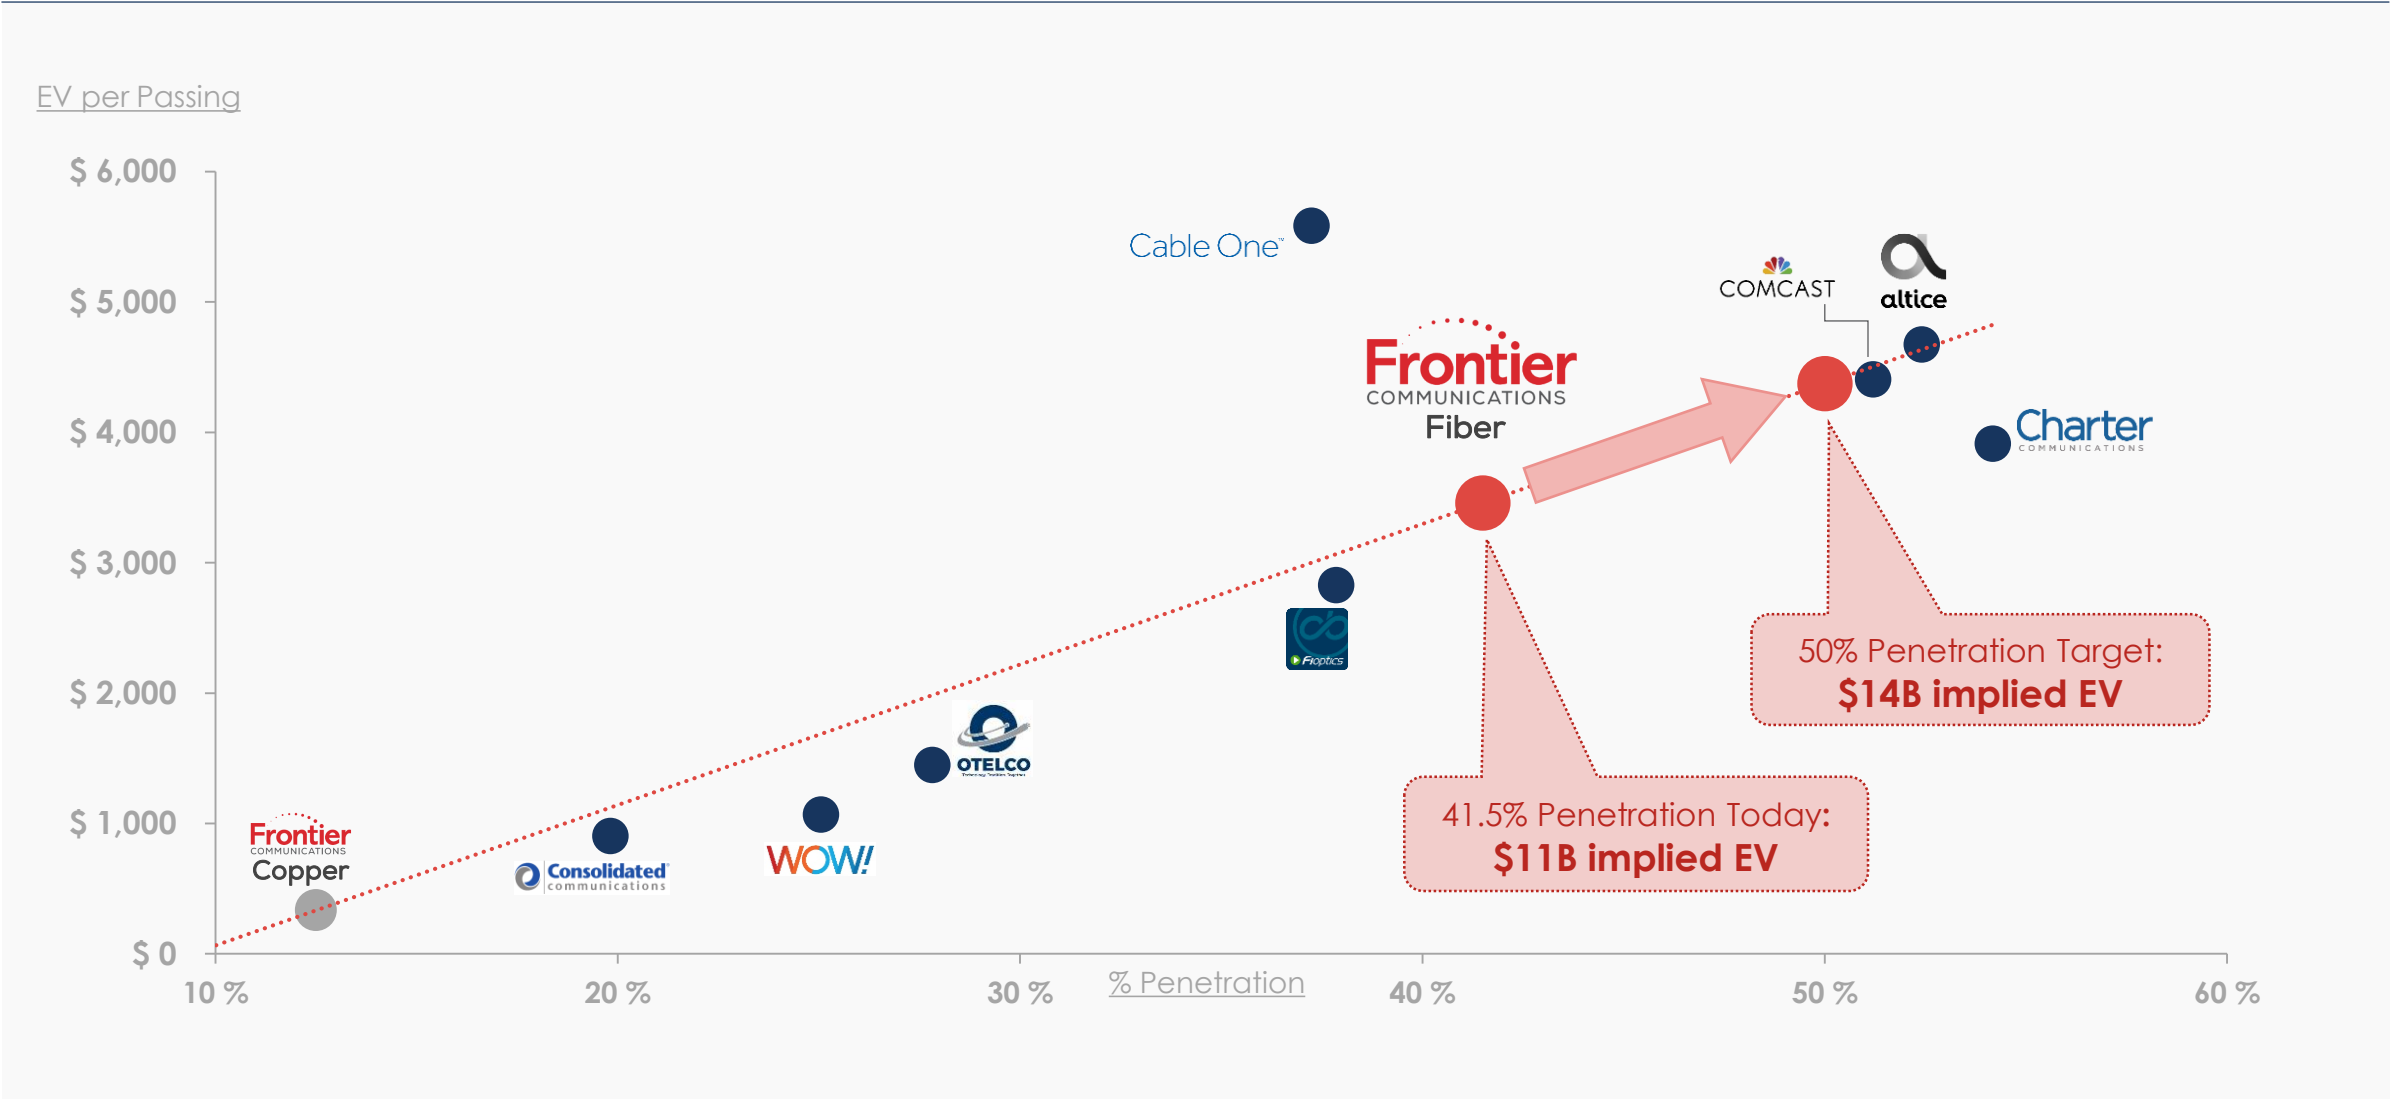 EV per Passing
$ 6,000
$ 5,000
$ 4,000
$ 3,000
$ 2,000
$ 1,000
$ 0
10 %
20 %
30 %
40 %
50 %
60 %
% Penetration
Frontier
COMMUNICATIONS
Copper
Consolidated
communications
WOW!
OTELCO
Cable One™
Fioptics
Frontier
COMMUNICATIONS
Fiber
COMCAST
altice
Charter
COMMUNICATIONS
50% Penetration Target:
$14B implied EV
41.5% Penetration Today:
$11B implied EV